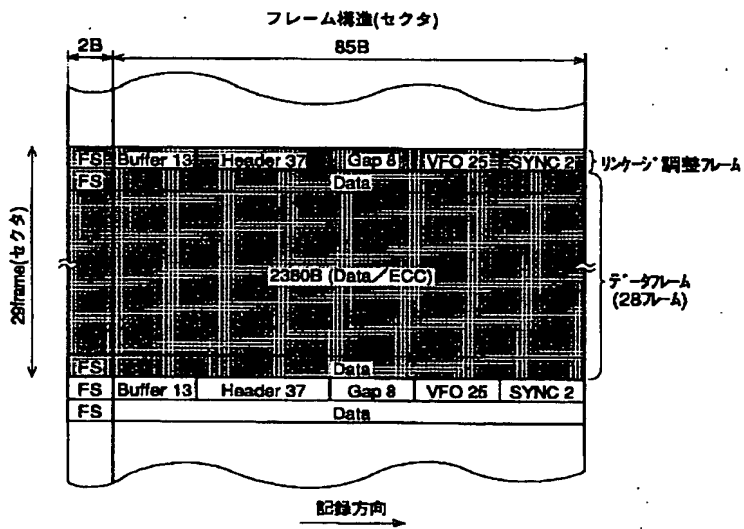 フレーム構造(セクタ)
2B 85B
FS Buffer 13 Header 37 Gap 8 VFO 25 SYNC 2 リンケージ調整フレーム
FS Data
29frame(セクタ)
2380B (Data/ECC)
データフレーム
(28フレーム)
FS Data
FS Buffer 13 Header 37 Gap 8 VFO 25 SYNC 2
FS Data
記録方向